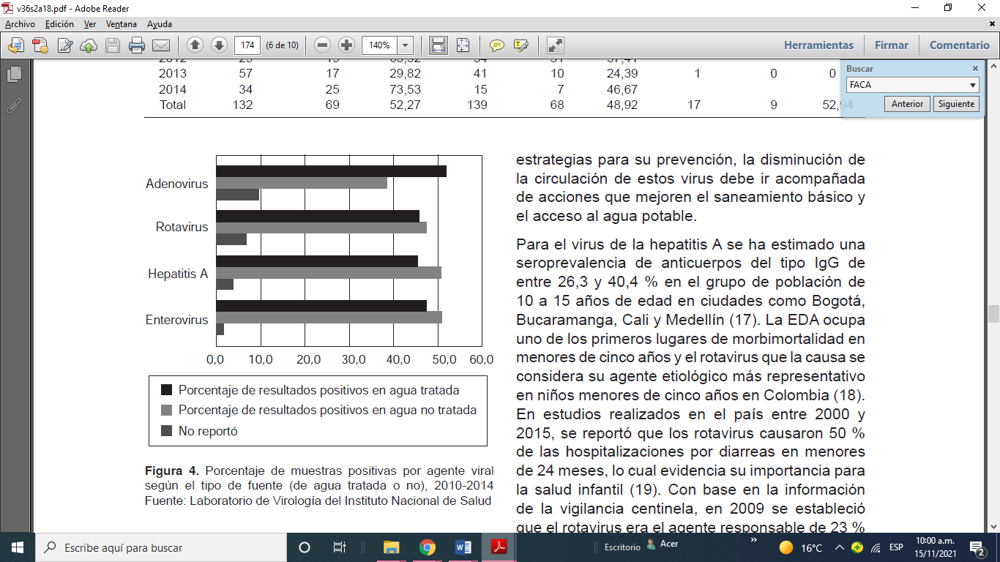 v36s2a18.pdf - Adobe Reader
Archivo Edición Ver Ventana Ayuda
174 (6 de 10) 140% Herramientas Firmar Comentario
Buscar
FACA
Anterior Siguiente
2013 57 17 29,82 41 10 24,39 1 0 0
2014 34 25 73,53 15 7 46,67
Total 132 69 52,27 139 68 48,92 17 9 52,94
Adenovirus
Rotavirus
Hepatitis A
Enterovirus
0,0 10,0 20,0 30,0 40,0 50,0 60,0
Porcentaje de resultados positivos en agua tratada
Porcentaje de resultados positivos en agua no tratada
No reportó
Figura 4. Porcentaje de muestras positivas por agente viral
según el tipo de fuente (de agua tratada o no), 2010-2014
Fuente: Laboratorio de Virología del Instituto Nacional de Salud
estrategias para su prevención, la disminución de
la circulación de estos virus debe ir acompañada
de acciones que mejoren el saneamiento básico y
el acceso al agua potable.
Para el virus de la hepatitis A se ha estimado una
seroprevalencia de anticuerpos del tipo IgG de
entre 26,3 y 40,4 % en el grupo de población de
10 a 15 años de edad en ciudades como Bogotá,
Bucaramanga, Cali y Medellín (17). La EDA ocupa
uno de los primeros lugares de morbimortalidad en
menores de cinco años y el rotavirus que la causa se
considera su agente etiológico más representativo
en niños menores de cinco años en Colombia (18).
En estudios realizados en el país entre 2000 y
2015, se reportó que los rotavirus causaron 50 %
de las hospitalizaciones por diarreas en menores
de 24 meses, lo cual evidencia su importancia para
la salud infantil (19). Con base en la información
de la vigilancia centinela, en 2009 se estableció
que el rotavirus era el agente responsable de 23 %
Escribe aquí para buscar
Escritorio Acer
»
16°C
ESP
10:00 a.m.
15/11/2021
2